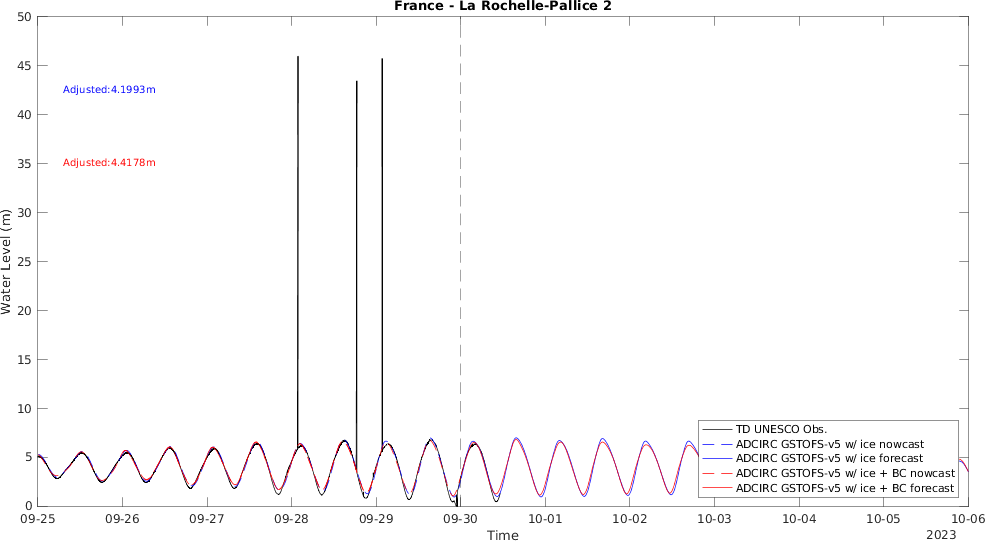 France - La Rochelle-Pallice 2
50
45
40
35
30
25
20
15
10
5
0
Water Level (m)
Adjusted:4.1993m
Adjusted:4.4178m
TD UNESCO Obs.
ADCIRC GSTOFS-v5 w/ ice nowcast
ADCIRC GSTOFS-v5 w/ ice forecast
ADCIRC GSTOFS-v5 w/ ice + BC nowcast
ADCIRC GSTOFS-v5 w/ ice + BC forecast
09-25 09-26 09-27 09-28 09-29 09-30 10-01 10-02 10-03 10-04 10-05 10-06
Time
2023